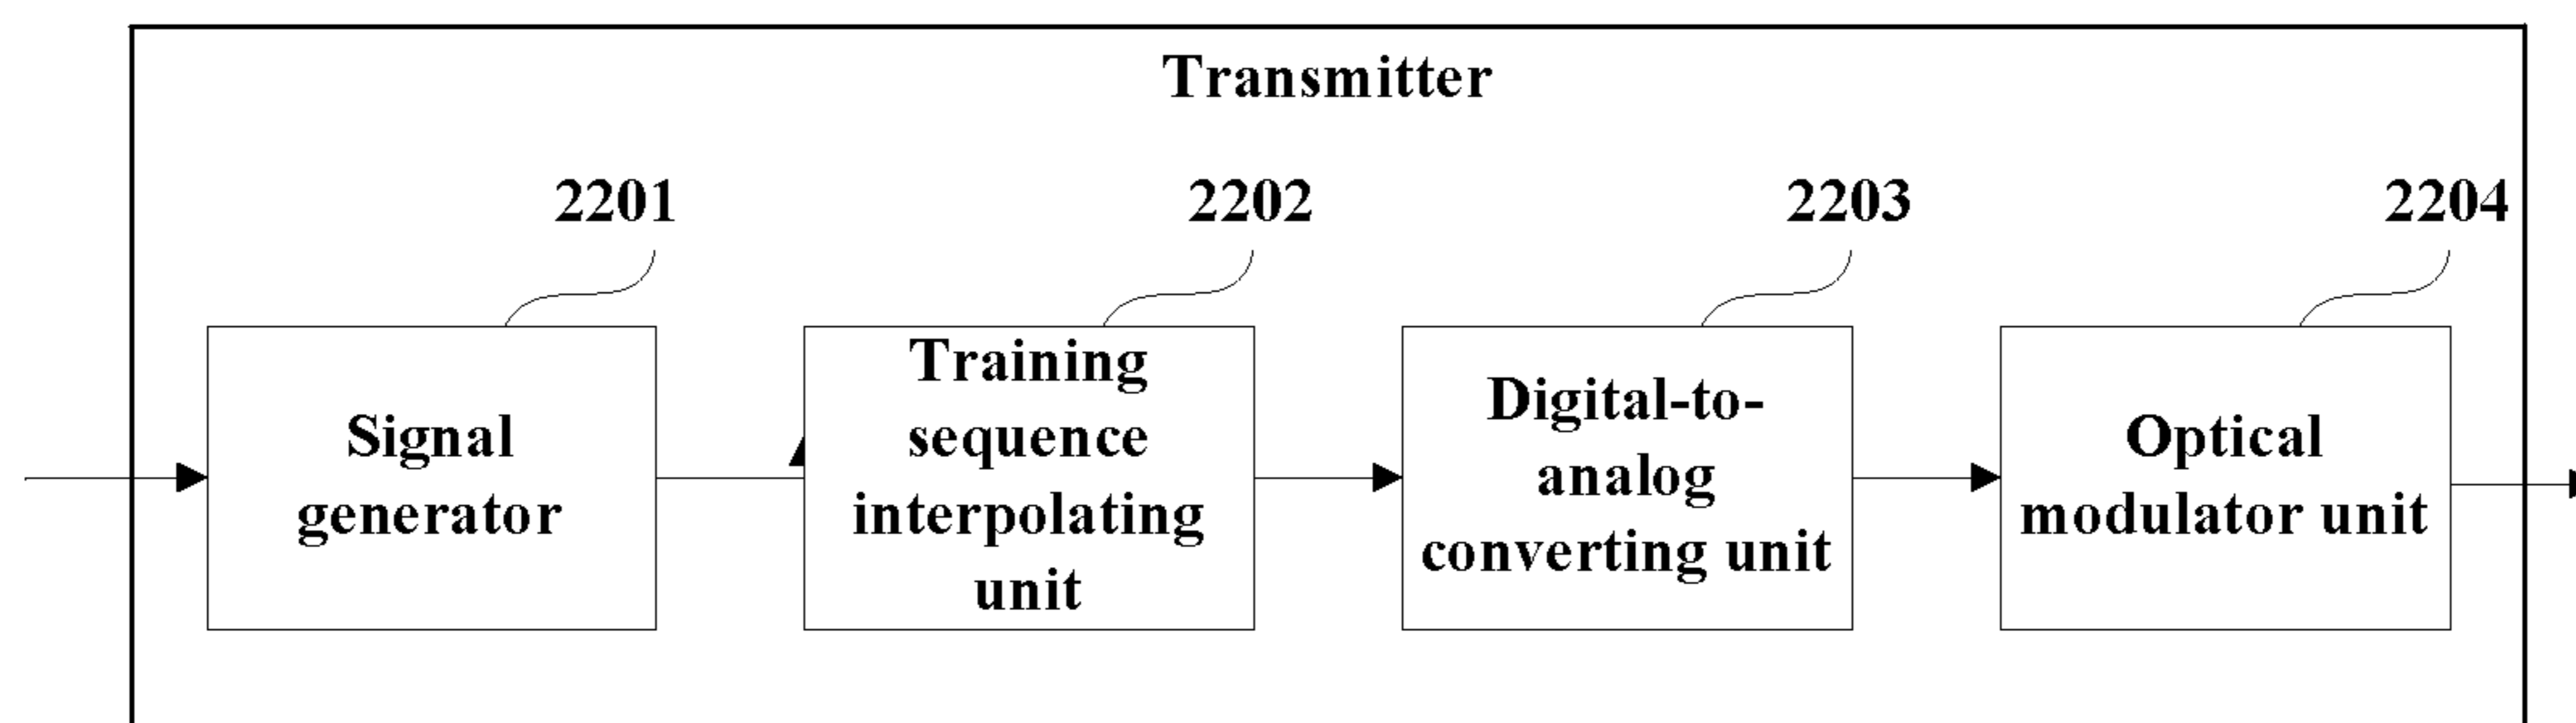 Transmitter
2201
2202
2203
2204
Signal
generator
Training
sequence
interpolating
unit
Digital-to-
analog
converting unit
Optical
modulator unit